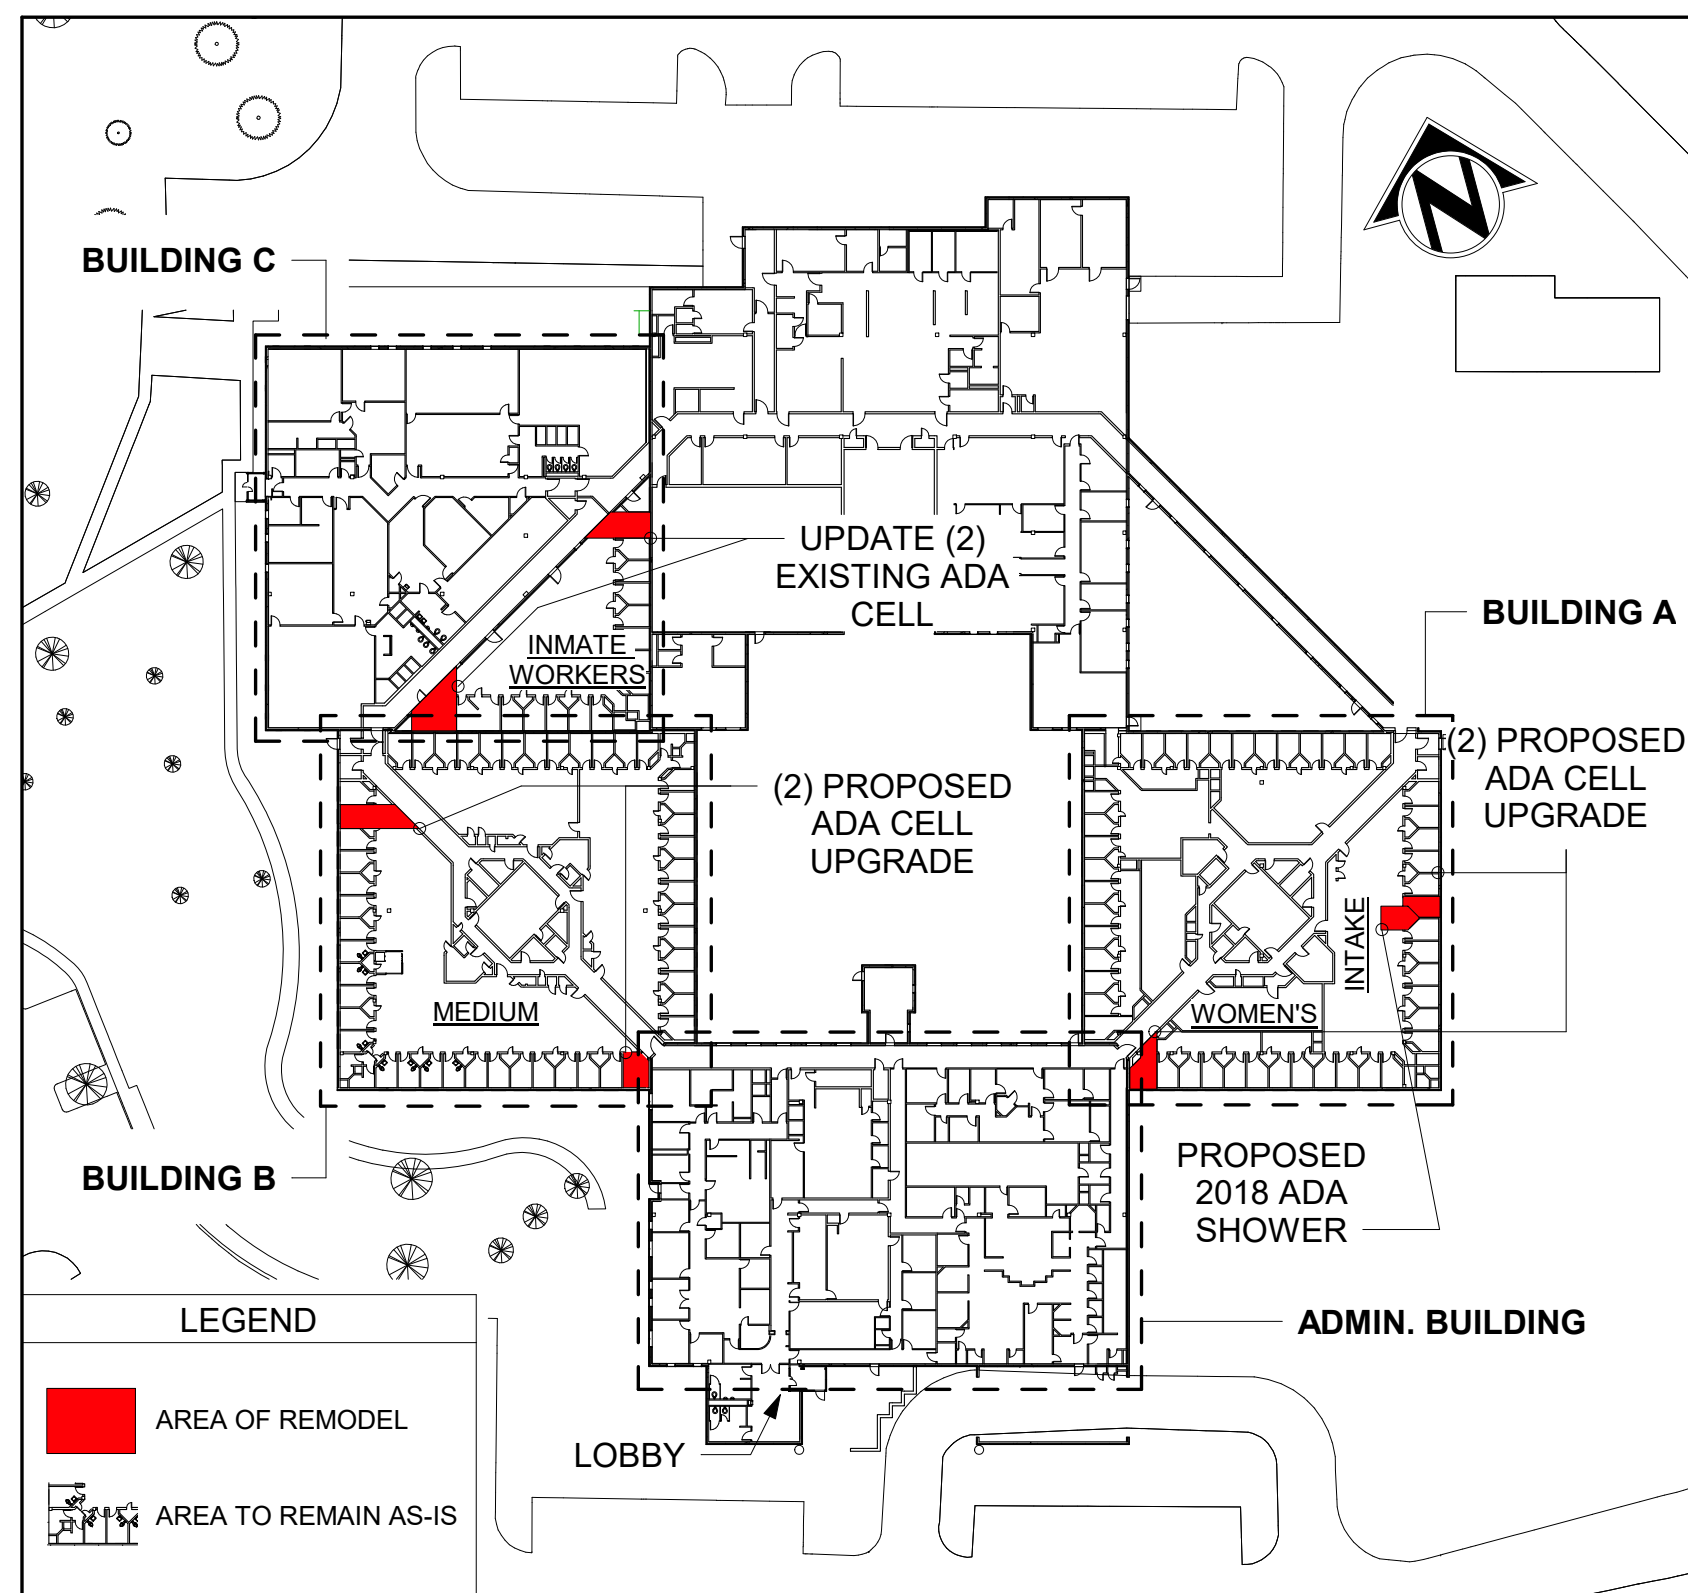 N
BUILDING C
UPDATE (2)
EXISTING ADA
CELL
BUILDING A
INMATE
WORKERS
(2) PROPOSED
ADA CELL
UPGRADE
(2) PROPOSED
ADA CELL
UPGRADE
INTAKE
MEDIUM
WOMEN'S
BUILDING B
PROPOSED
2018 ADA
SHOWER
ADMIN. BUILDING
LOBBY
LEGEND
AREA OF REMODEL
AREA TO REMAIN AS-IS